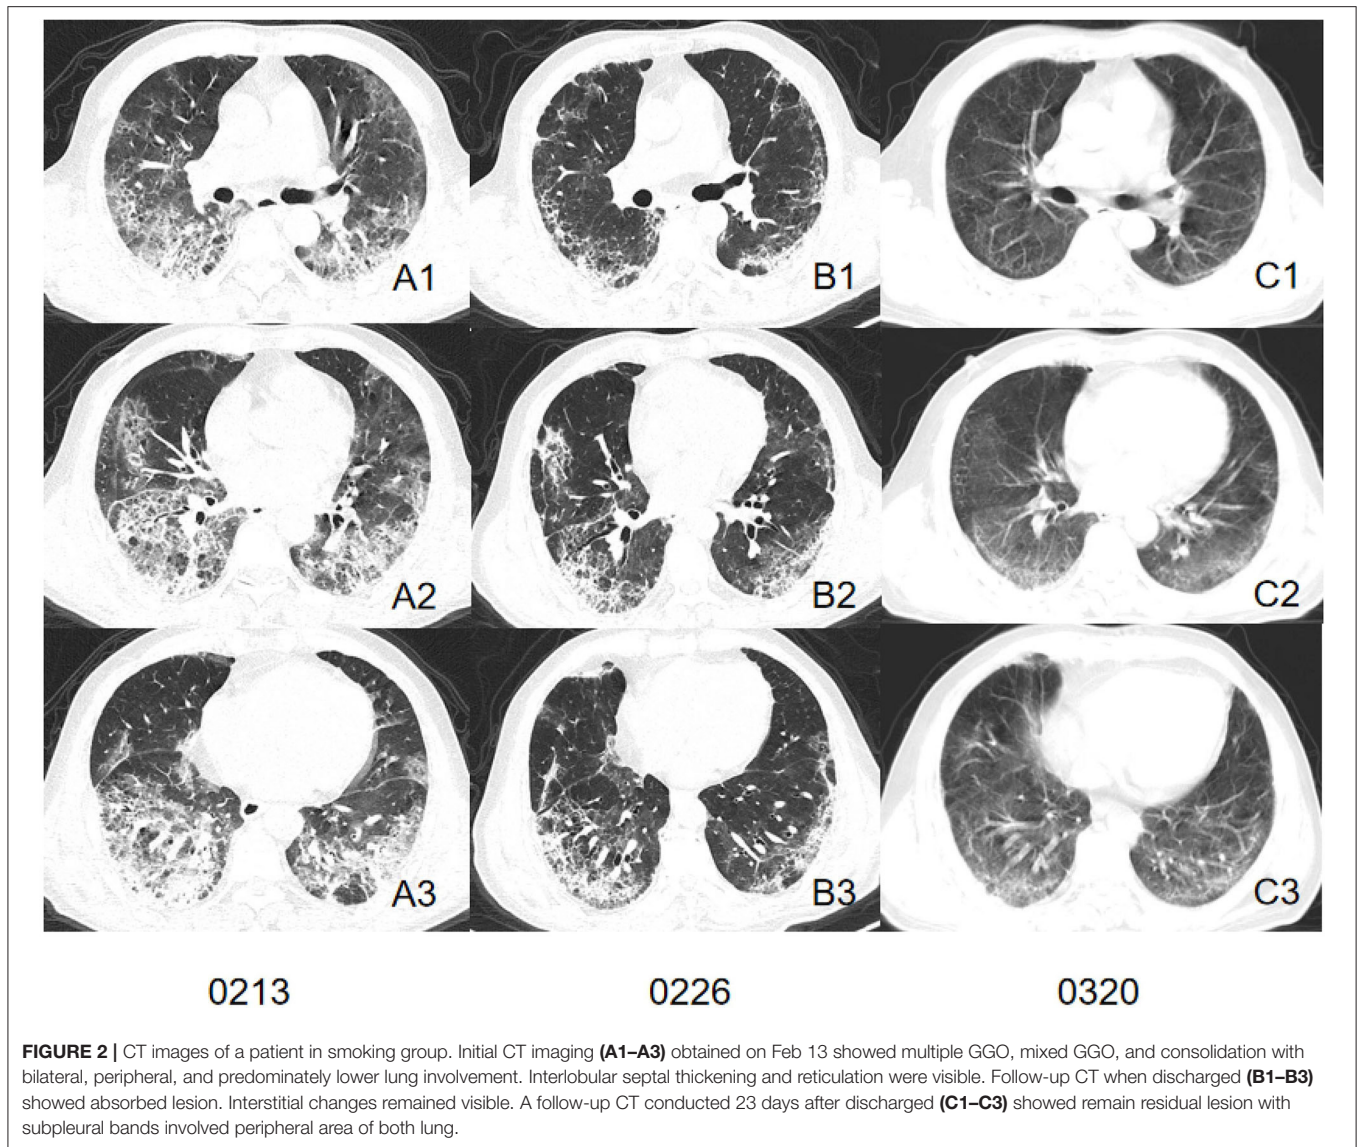 A1
B1
C1
A2
B2
C2
A3
B3
C3
0213
0226
0320
FIGURE 2 | CT images of a patient in smoking group. Initial CT imaging (A1–A3) obtained on Feb 13 showed multiple GGO, mixed GGO, and consolidation with
bilateral, peripheral, and predominately lower lung involvement. Interlobular septal thickening and reticulation were visible. Follow-up CT when discharged (B1–B3)
showed absorbed lesion. Interstitial changes remained visible. A follow-up CT conducted 23 days after discharged (C1–C3) showed remain residual lesion with
subpleural bands involved peripheral area of both lung.